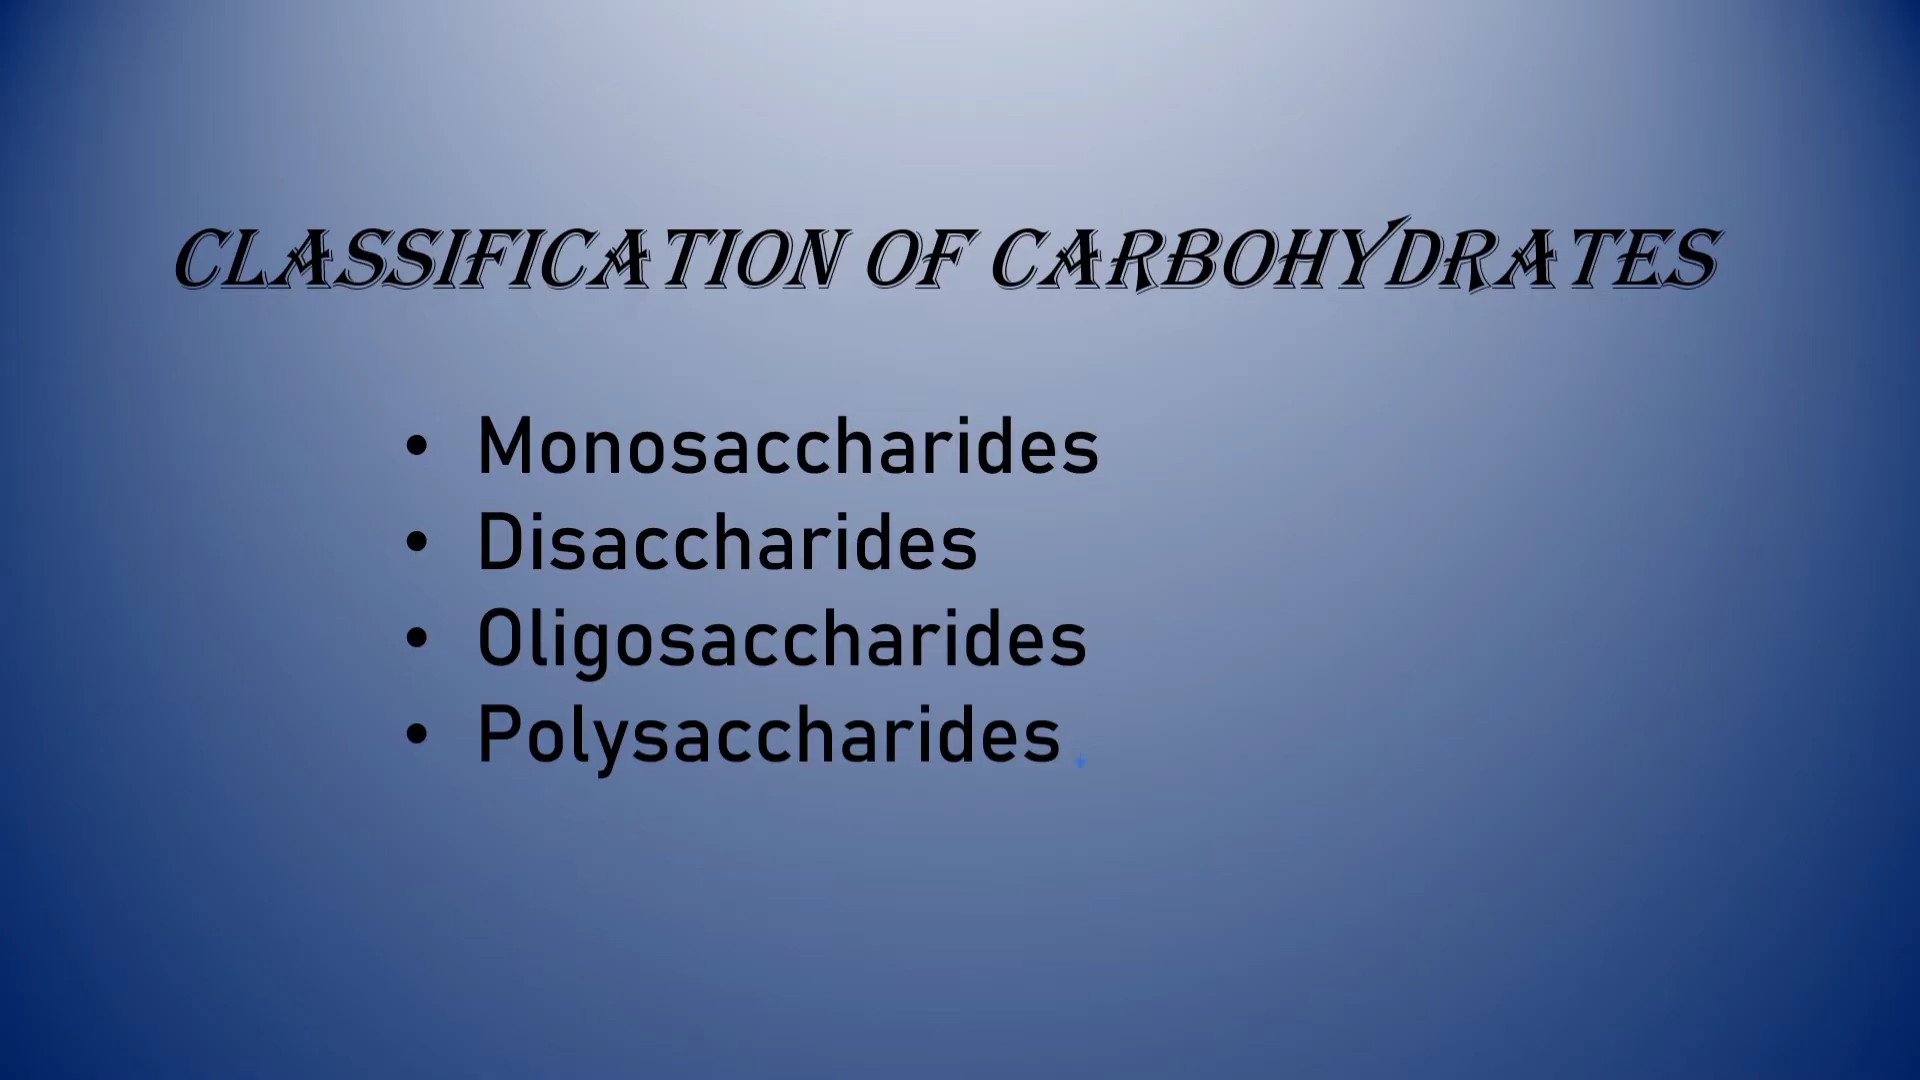 CLASSIFICATION OF CARBOHYDRATES
• Monosaccharides
• Disaccharides
• Oligosaccharides
• Polysaccharides